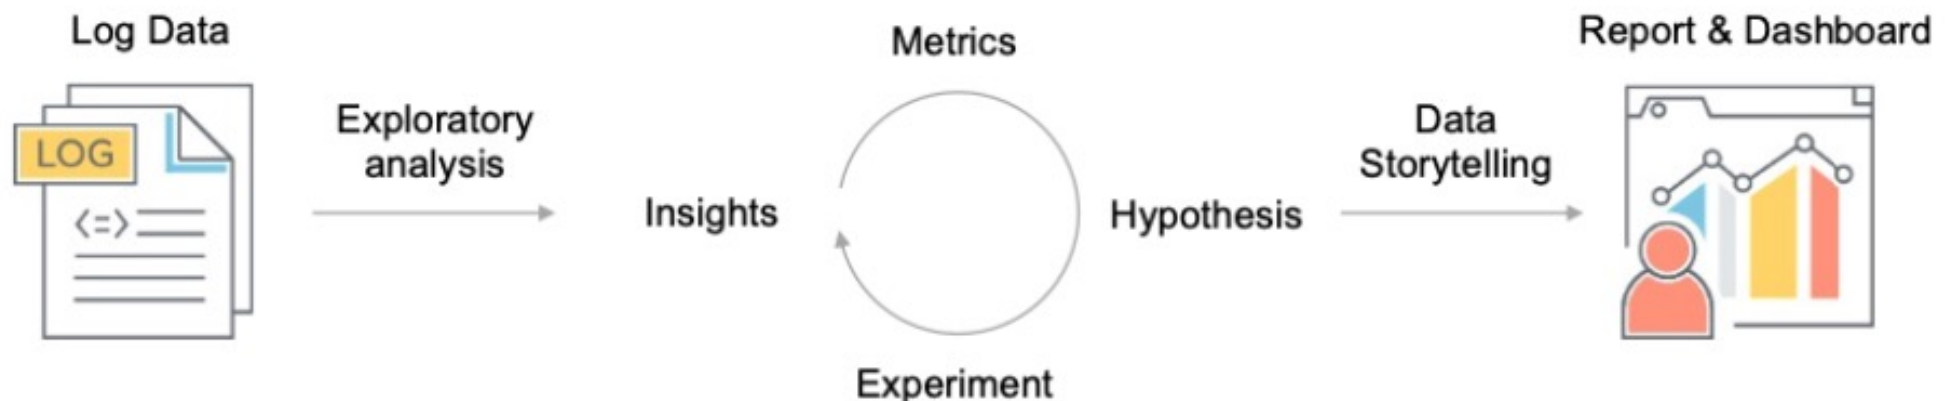 Log Data
LOG
<=>
Exploratory
analysis
Metrics
Insights
Hypothesis
Experiment
Data
Storytelling
Report & Dashboard